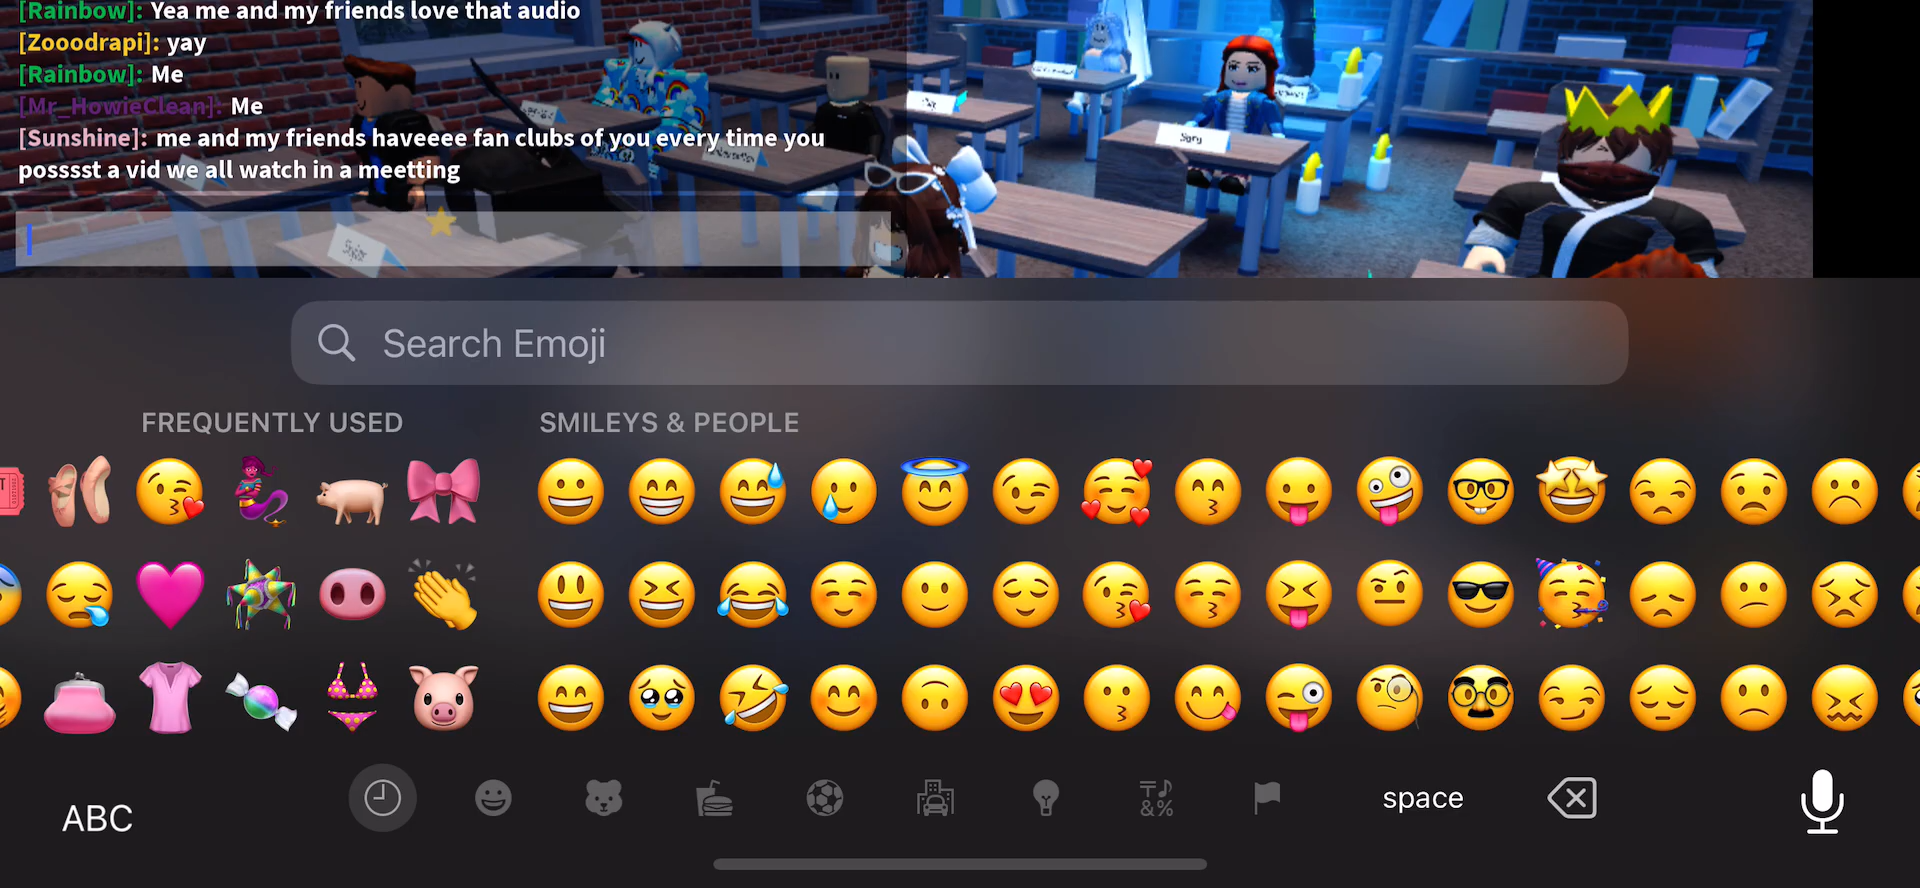 [Rainbow]: Yea me and my friends love that audio
[Zooodrapi]: yay
[Rainbow]: Me
[Mr_HowieClean]: Me
[Sunshine]: me and my friends haveeee fan clubs of you every time you
posssst a vid we all watch in a meetting
Search Emoji
FREQUENTLY USED
SMILEYS & PEOPLE
ABC
space